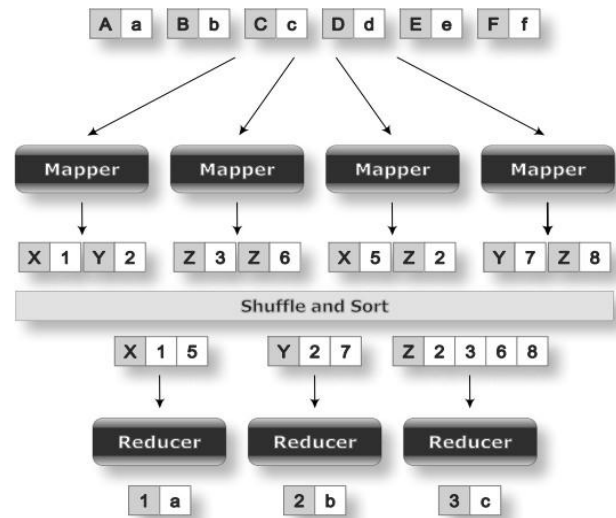 A a B b C c D d E e F f
Mapper Mapper Mapper Mapper
X 1 Y 2 Z 3 Z 6 X 5 Z 2 Y 7 Z 8
Shuffle and Sort
X 1 5 Y 2 7 Z 2 3 6 8
Reducer Reducer Reducer
1 a 2 b 3 c